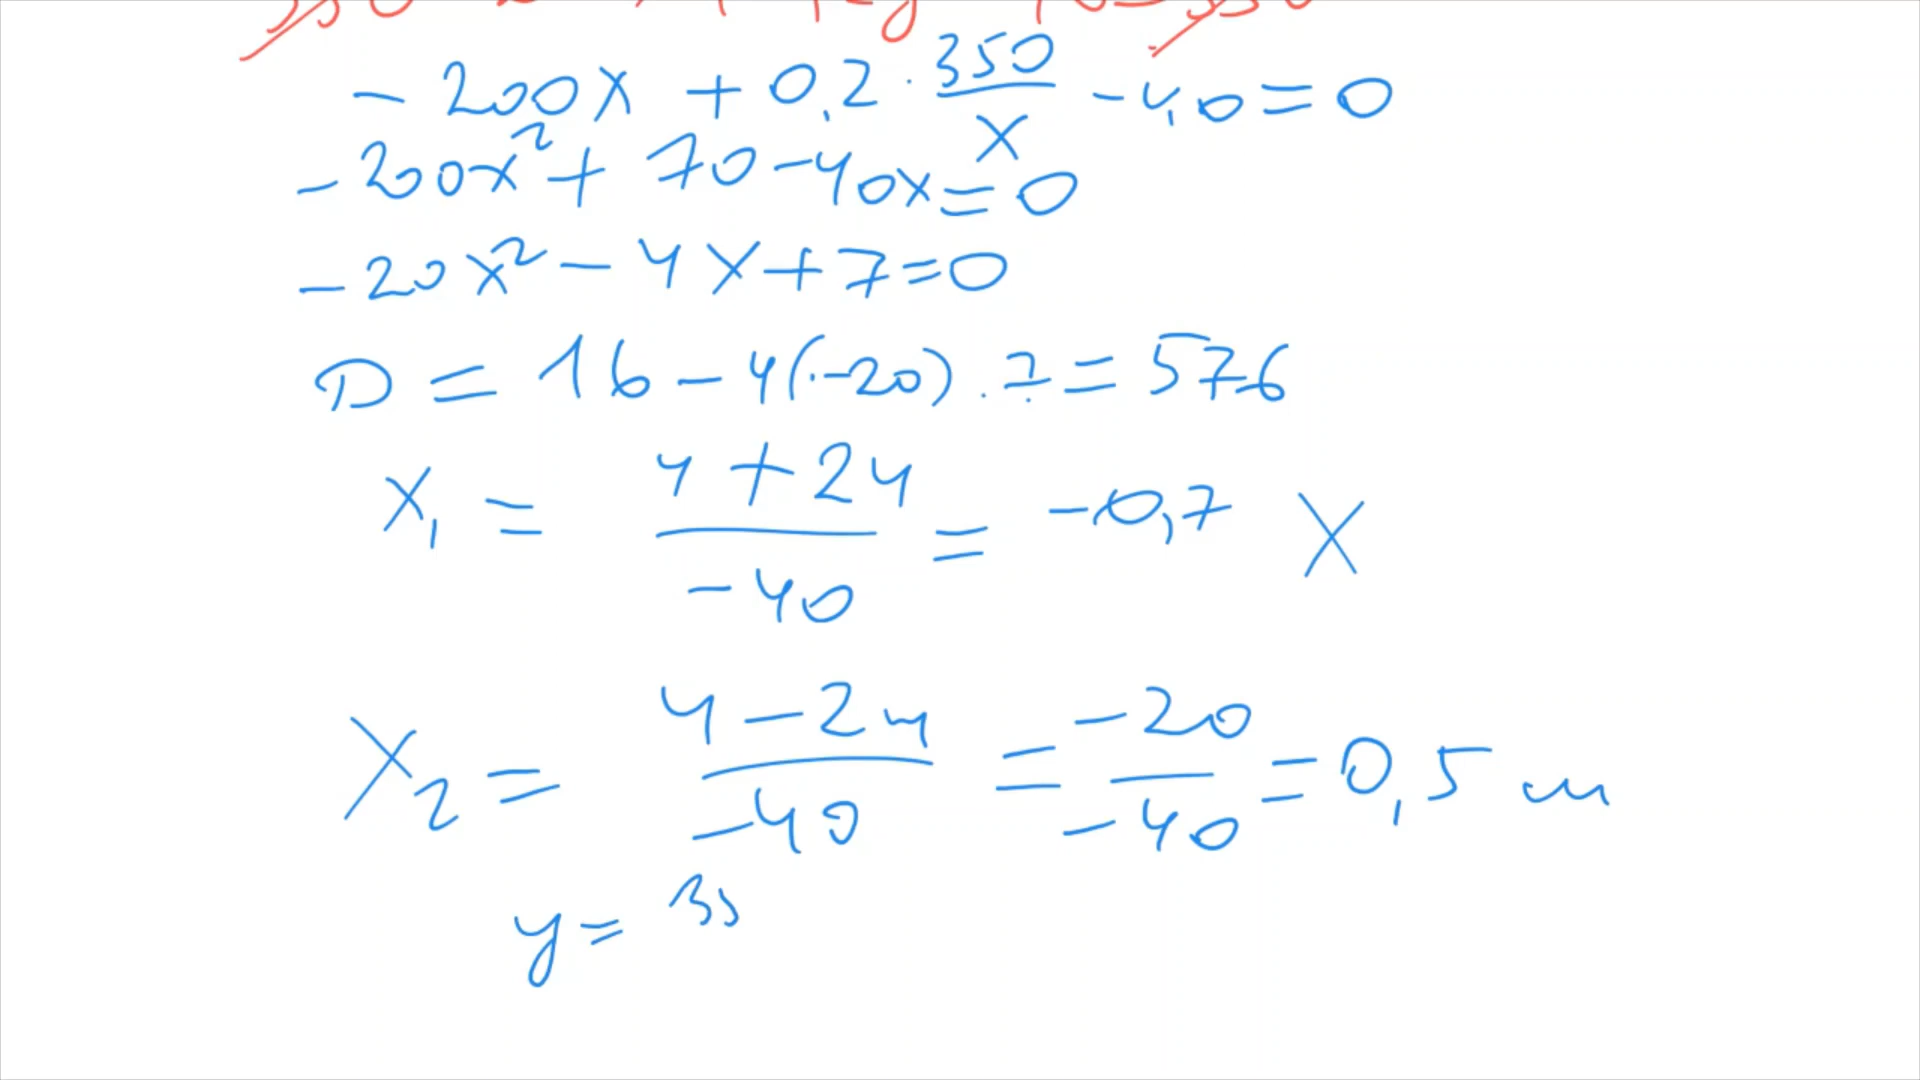 - 200x + 0,2 · 350/x - 40 = 0
- 200x² + 70 - 40x = 0
- 20x² - 4x + 7 = 0
D = 16 - 4(-20) . 7 = 576
x₁ = 4 + 24 / -40 = -0,7 X
x₂ = 4 - 24 / -40 = -20 / -40 = 0,5 m
y = 35